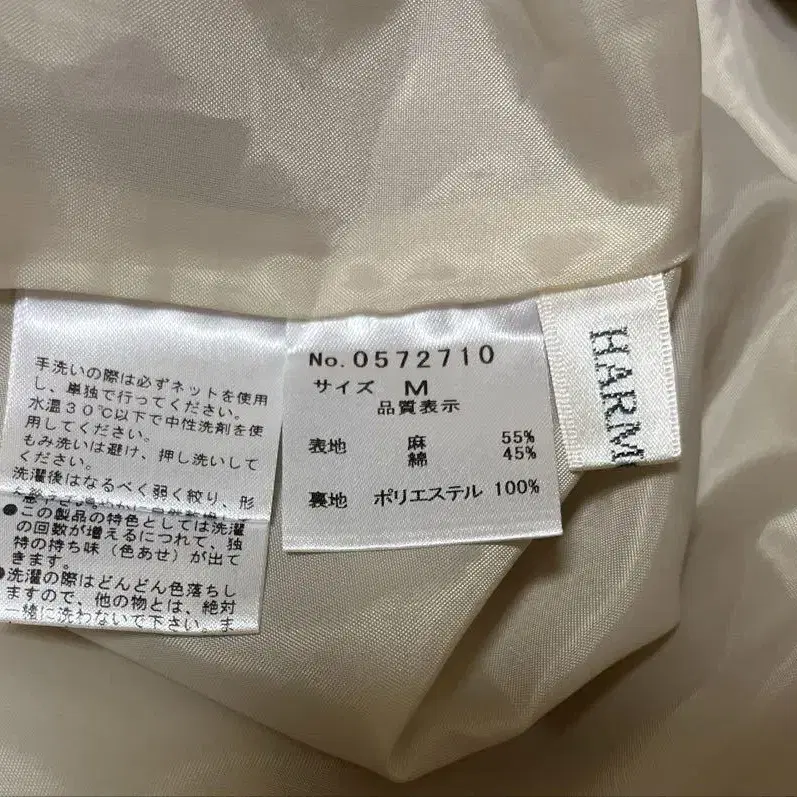 手洗いの際は必ずネットを使用
し、単独で行ってください。
水温30℃以下で中性洗剤を使
用してください。
もみ洗いは避け、押し洗いして
ください。
洗濯後はなるべく弱く絞り、形
●この製品の特色としては洗濯
の回数が増えるにつれて、独
特の持ち味(色あせ)が出て
きます。
●洗濯の際はどんどん色落ちし
ますので、他の物とは、絶対
一緒に洗わないで下さい。ま
No.0572710
サイズ M
品質表示
表地 麻 55%
綿 45%
裏地 ポリエステル 100%
HARM